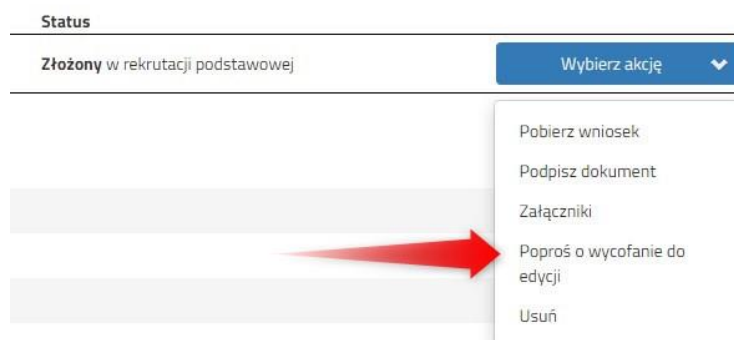 Status
Złożony w rekrutacji podstawowej
Wybierz akcję
Pobierz wniosek
Podpisz dokument
Załączniki
Poproś o wycofanie do
edycji
Usuń